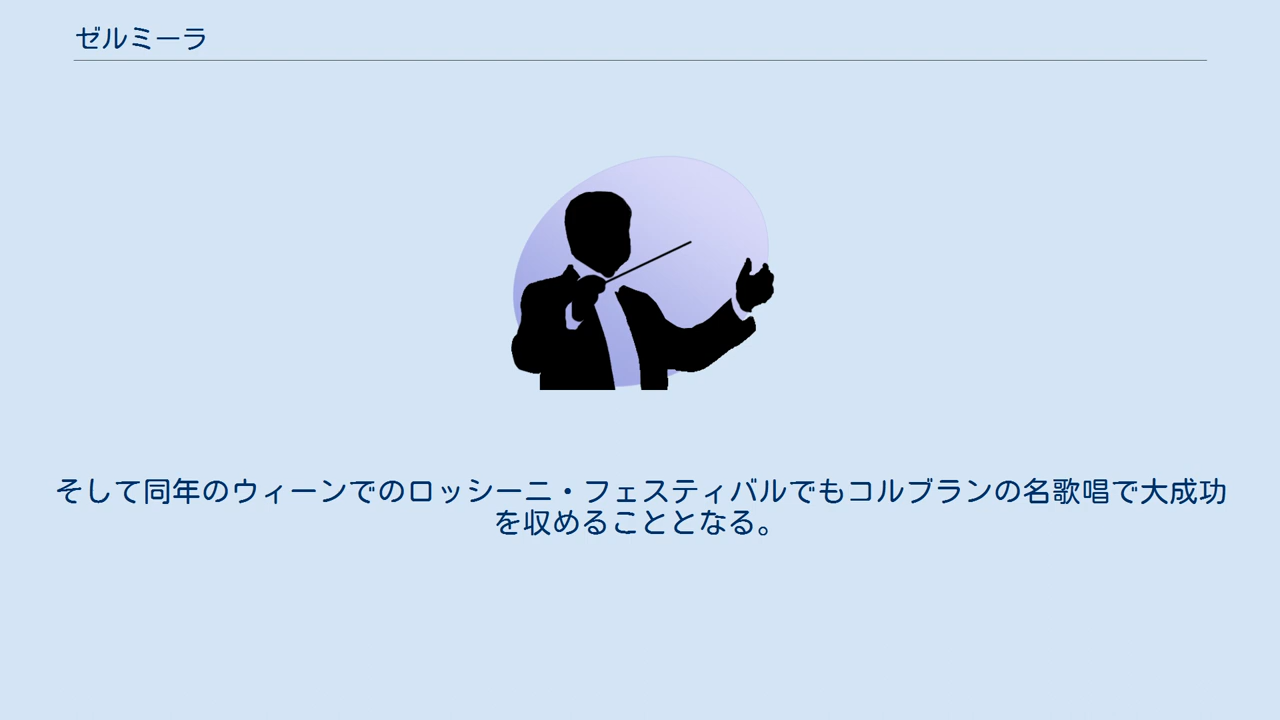 ゼルミーラ
そして同年のウィーンでのロッシーニ・フェスティバルでもコルブランの名歌唱で大成功
を収めることとなる。